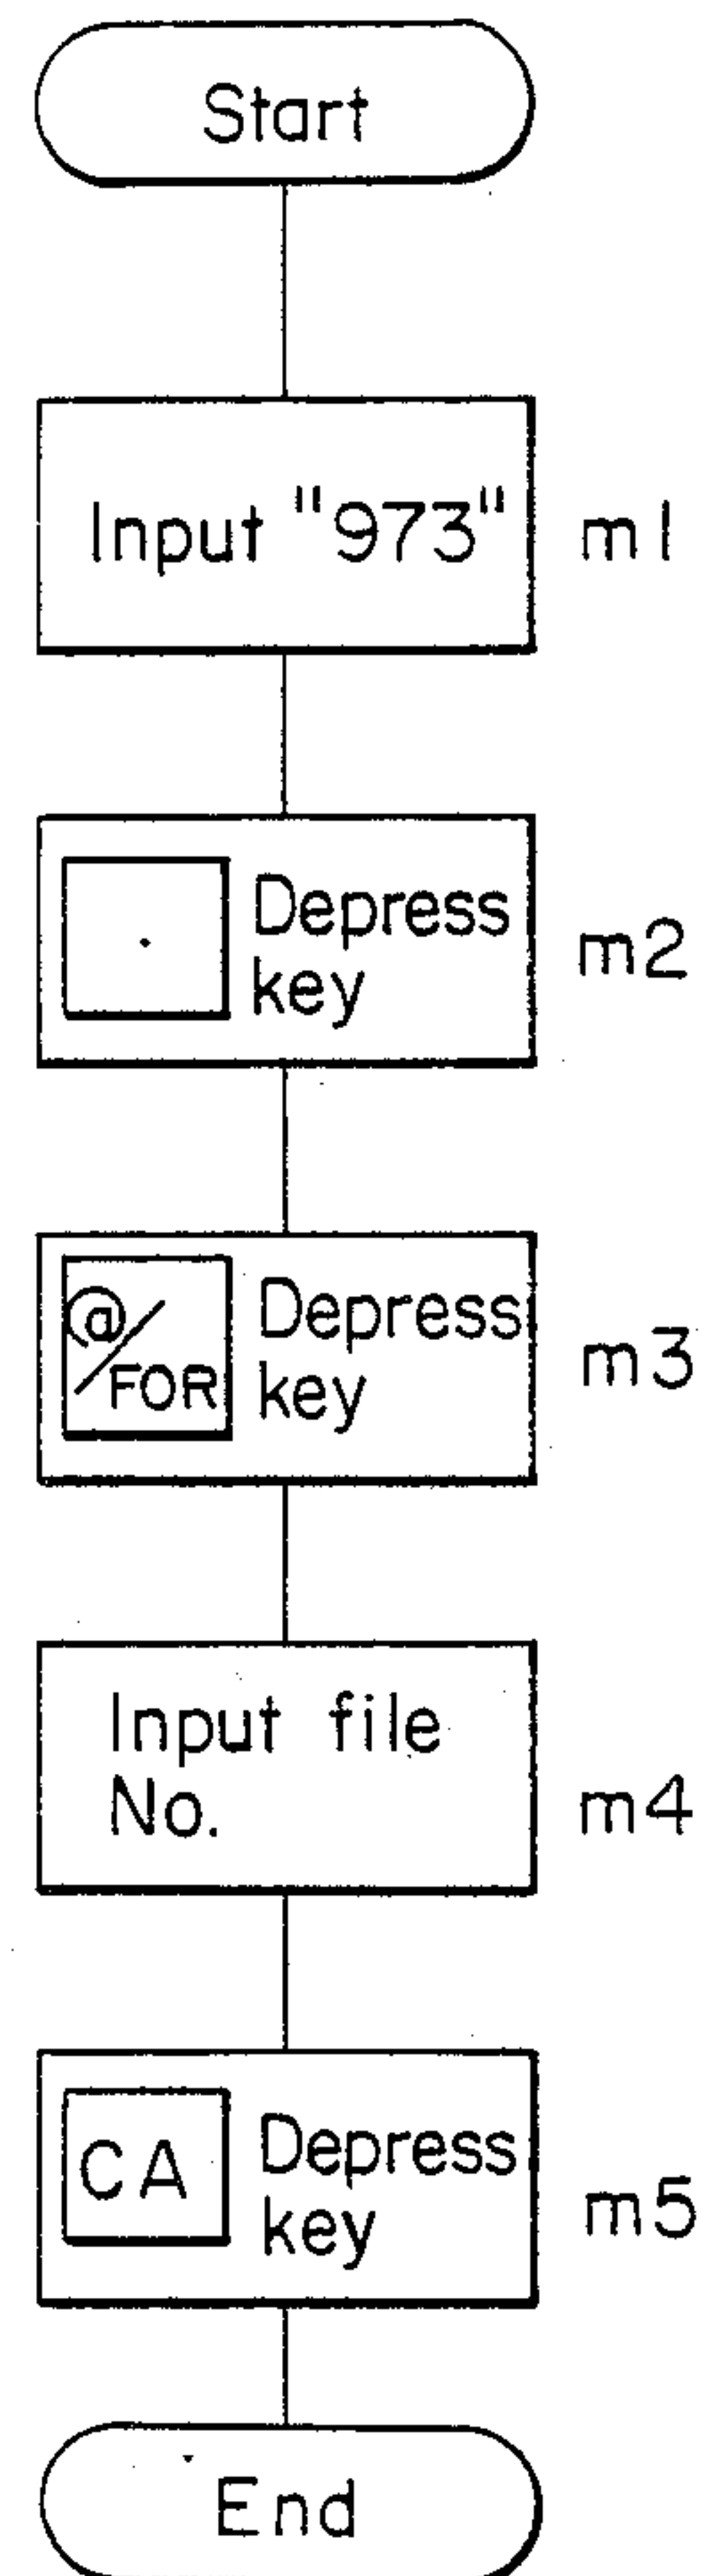 Start
Input "973" m1
. Depress
key m2
@/FOR Depress
key m3
Input file
No. m4
CA Depress
key m5
End